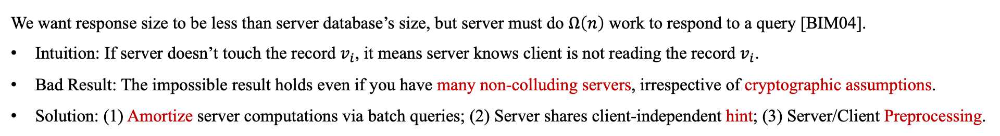 We want response size to be less than server database’s size, but server must do Ω(n) work to respond to a query [BIM04].
• Intuition: If server doesn’t touch the record vᵢ, it means server knows client is not reading the record vᵢ.
• Bad Result: The impossible result holds even if you have many non-colluding servers, irrespective of cryptographic assumptions.
• Solution: (1) Amortize server computations via batch queries; (2) Server shares client-independent hint; (3) Server/Client Preprocessing.